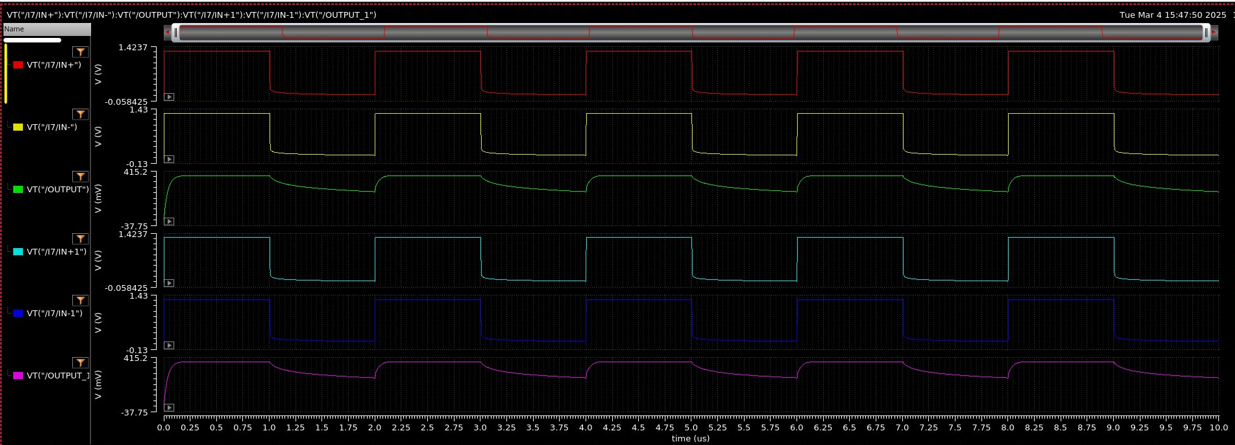 VT("/I7/IN+"):VT("/I7/IN-"):VT("/OUTPUT"):VT("/I7/IN+1"):VT("/I7/IN-1"):VT("/OUTPUT_1")
Tue Mar 4 15:47:50 2025
Name
VT("/I7/IN+")
V (V)
1.4237
-0.058425
VT("/I7/IN-")
V (V)
1.43
-0.13
VT("/OUTPUT")
V (mV)
415.2
-37.75
VT("/I7/IN+1")
V (V)
1.4237
-0.058425
VT("/I7/IN-1")
V (V)
1.43
-0.13
VT("/OUTPUT_1
V (mV)
415.2
-37.75
0.0 0.25 0.5 0.75 1.0 1.25 1.5 1.75 2.0 2.25 2.5 2.75 3.0 3.25 3.5 3.75 4.0 4.25 4.5 4.75 5.0 5.25 5.5 5.75 6.0 6.25 6.5 6.75 7.0 7.25 7.5 7.75 8.0 8.25 8.5 8.75 9.0 9.25 9.5 9.75 10.0
time (us)